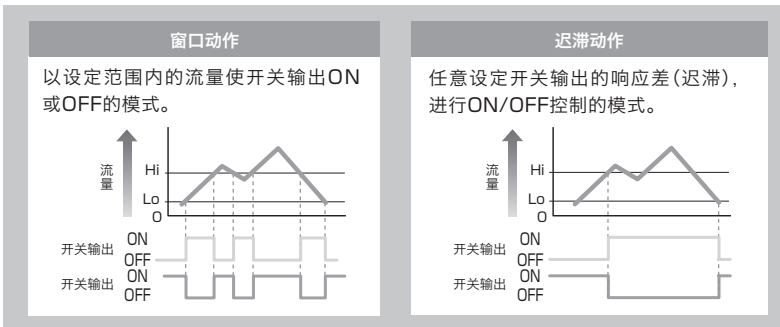 窗口动作
以设定范围内的流量使开关输出ON
或OFF的模式。
流量
Hi
Lo
0
开关输出
ON
OFF
开关输出
ON
OFF
迟滞动作
任意设定开关输出的响应差(迟滞),
进行ON/OFF控制的模式。
流量
Hi
Lo
0
开关输出
ON
OFF
开关输出
ON
OFF